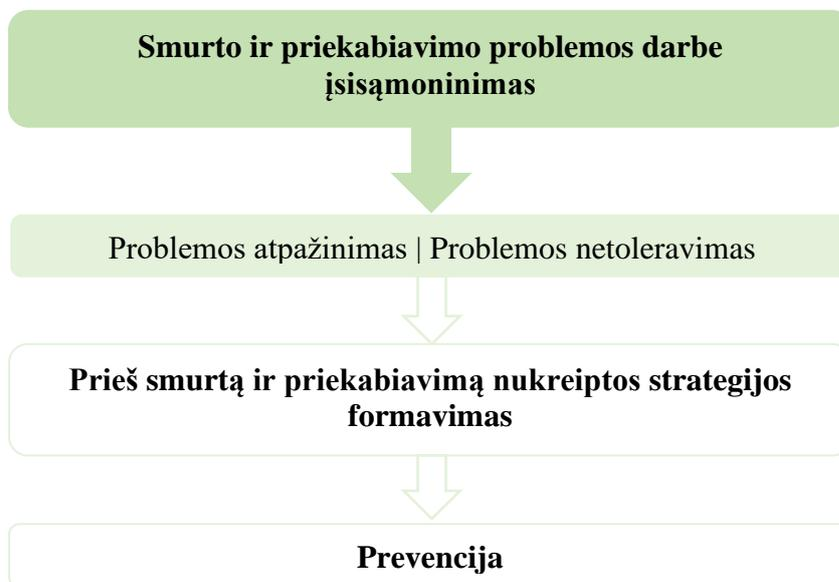 Smurto ir priekabiavimo problemos darbe
įsisąmoninimas
Problemos atpažinimas | Problemos netoleravimas
Prieš smurtą ir priekabiavimą nukreiptos strategijos
formavimas
Prevencija